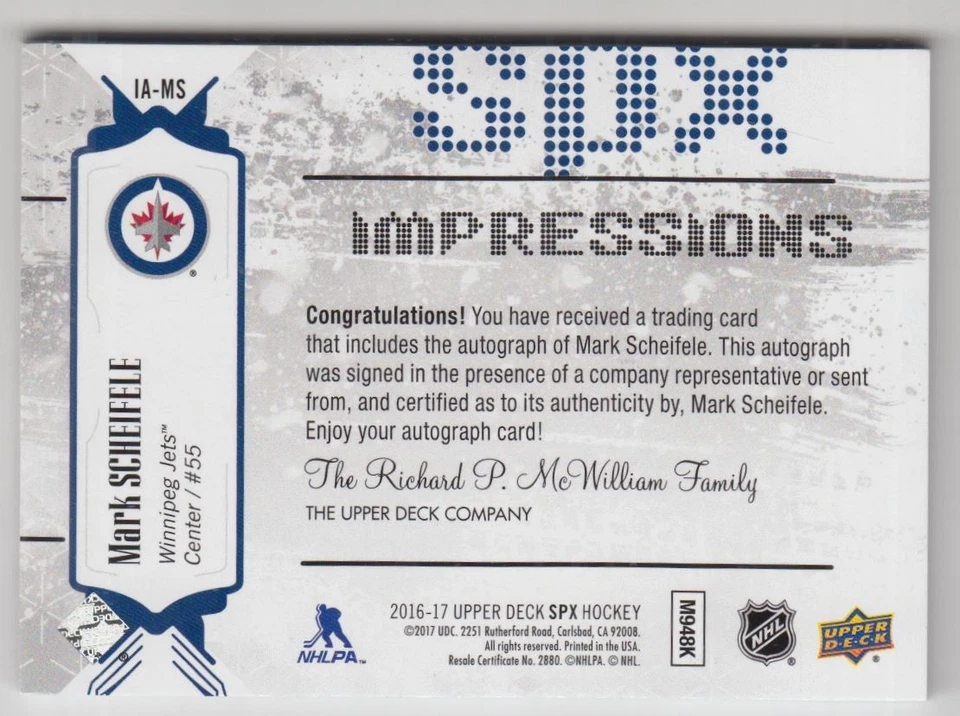 IA-MS
SPX
IMPRESSIONS
Mark SCHEIFELE
Winnipeg Jets™
Center / #55
®
Congratulations! You have received a trading card
that includes the autograph of Mark Scheifele. This autograph
was signed in the presence of a company representative or sent
from, and certified as to its authenticity by, Mark Scheifele.
Enjoy your autograph card!
The Richard P. McWilliam Family
THE UPPER DECK COMPANY
NHLPA™
2016-17 UPPER DECK SPX HOCKEY
©2017 UDC. 2251 Rutherford Road, Carlsbad, CA 92008.
All rights reserved. Printed in the USA.
Resale Certificate No. 2880. ©NHLPA. © NHL.
M948K
NHL®
UPPER
D·E·C·K®